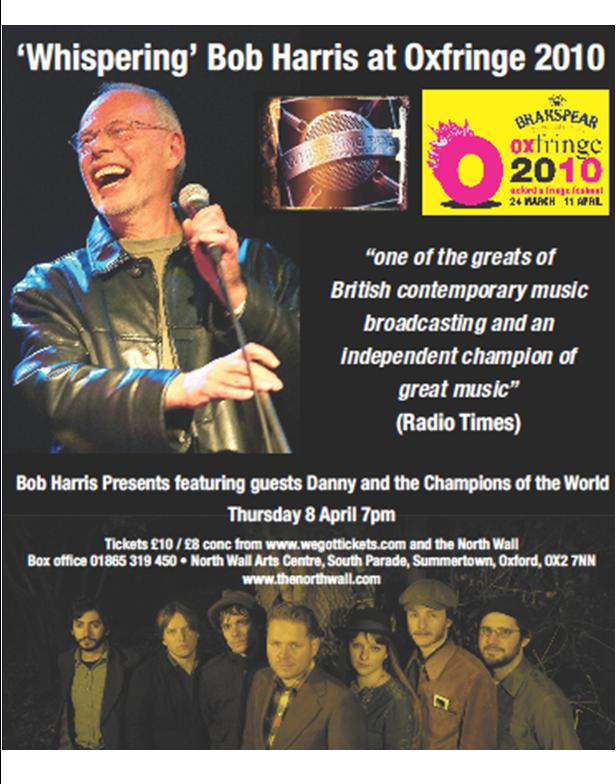 ‘Whispering’ Bob Harris at Oxfringe 2010
BRAKSPEAR
oxfringe
2010
oxford's fringe festival
24 MARCH 11 APRIL
“one of the greats of
British contemporary music
broadcasting and an
independent champion of
great music”
(Radio Times)
Bob Harris Presents featuring guests Danny and the Champions of the World
Thursday 8 April 7pm
Tickets £10 / £8 conc from www.wegottickets.com and the North Wall
Box office 01865 319 450 • North Wall Arts Centre, South Parade, Summertown, Oxford, OX2 7NN
www.thenorthwall.com